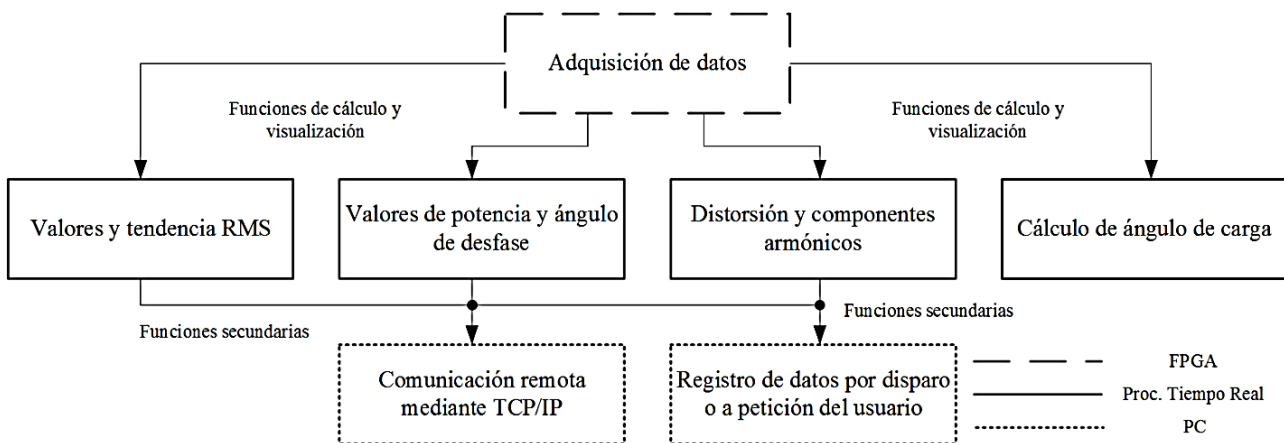 Adquisición de datos
Funciones de cálculo y
visualización
Funciones de cálculo y
visualización
Valores y tendencia RMS
Valores de potencia y ángulo
de desfase
Distorsión y componentes
armónicos
Cálculo de ángulo de carga
Funciones secundarias
Funciones secundarias
Comunicación remota
mediante TCP/IP
Registro de datos por disparo
o a petición del usuario
FPGA
Proc. Tiempo Real
PC